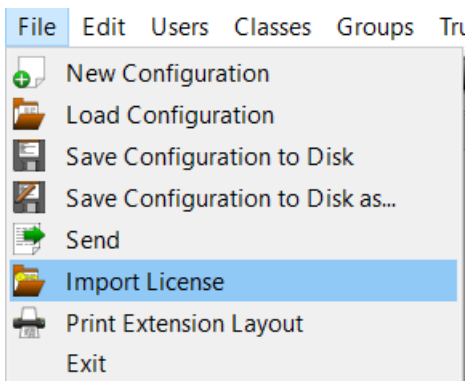 File Edit Users Classes Groups
New Configuration
Load Configuration
Save Configuration to Disk
Save Configuration to Disk as...
Send
Import License
Print Extension Layout
Exit